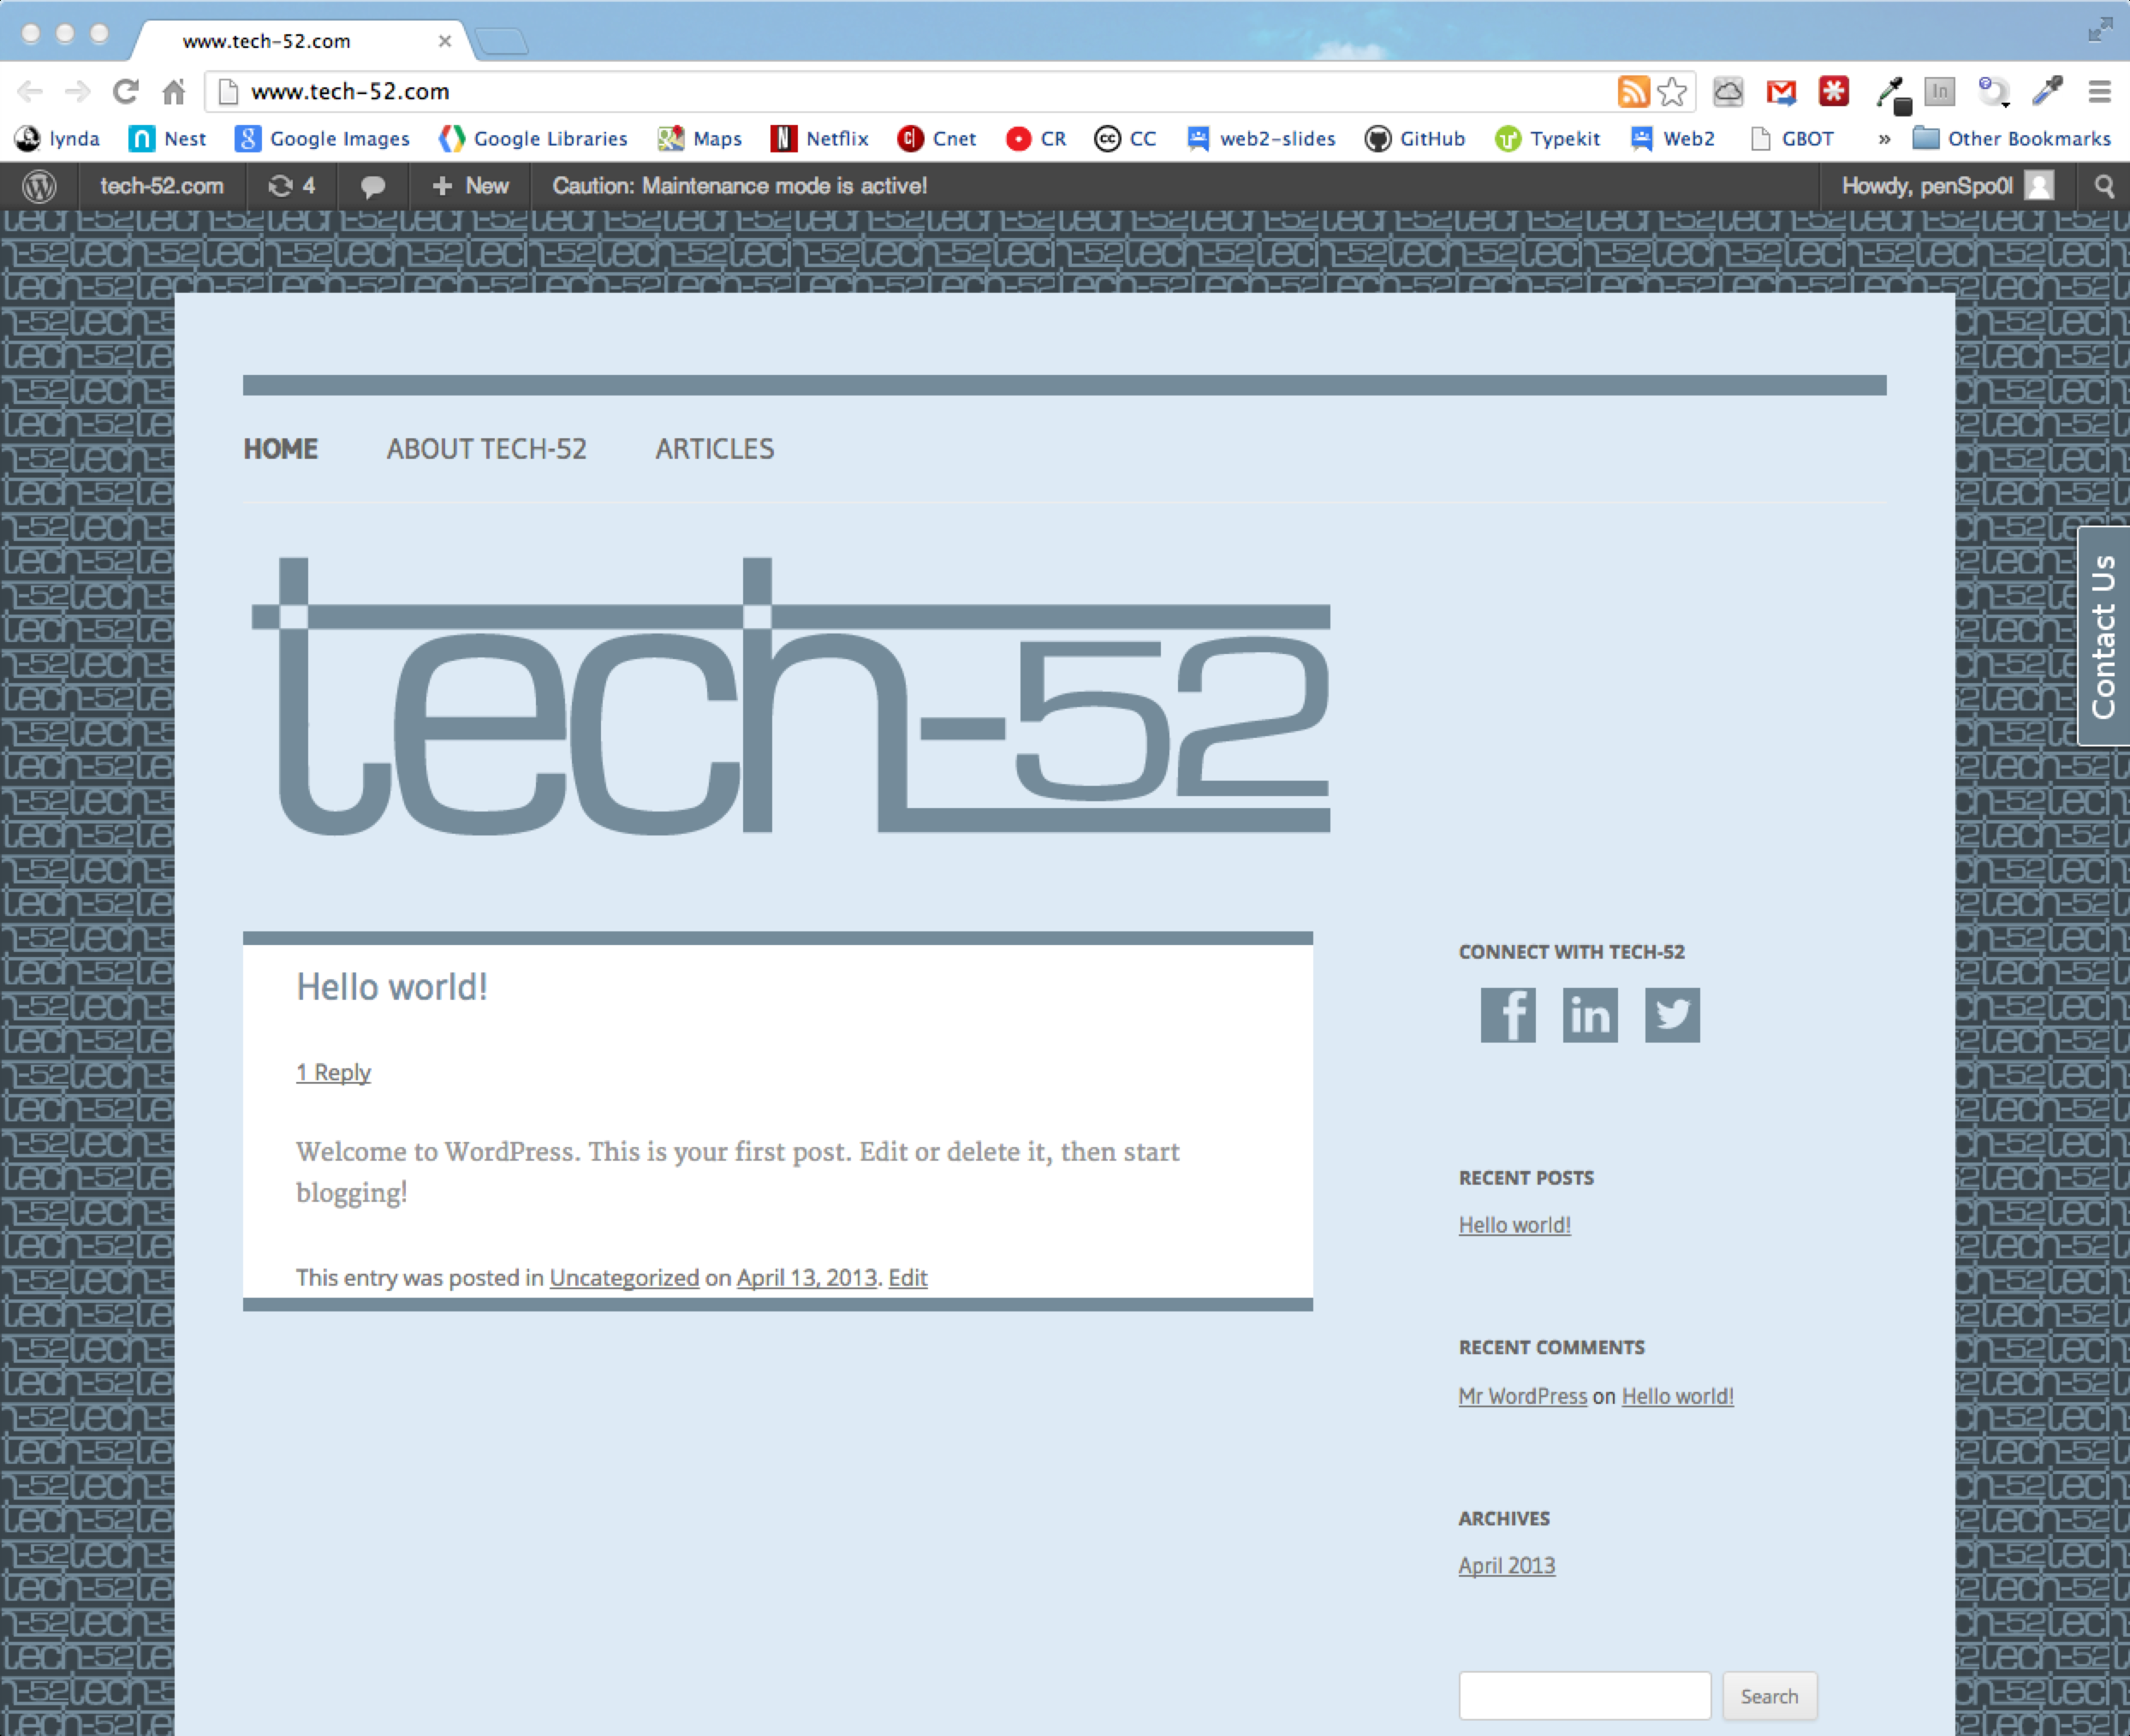 www.tech-52.com
www.tech-52.com
lynda Nest Google Images Google Libraries Maps Netflix Cnet CR CC web2-slides GitHub Typekit Web2 GBOT » Other Bookmarks
tech-52.com 4 + New Caution: Maintenance mode is active! Howdy, penSpo0l
HOME ABOUT TECH-52 ARTICLES
Contact Us
tech-52
Hello world!
1 Reply
Welcome to WordPress. This is your first post. Edit or delete it, then start
blogging!
This entry was posted in Uncategorized on April 13, 2013. Edit
CONNECT WITH TECH-52
f in
RECENT POSTS
Hello world!
RECENT COMMENTS
Mr WordPress on Hello world!
ARCHIVES
April 2013
Search